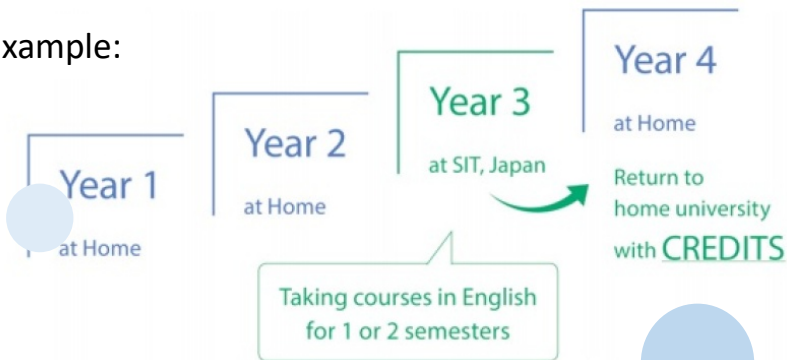 xample:
Year 1
at Home
Year 2
at Home
Year 3
at SIT, Japan
Taking courses in English
for 1 or 2 semesters
Year 4
at Home
Return to
home university
with CREDITS